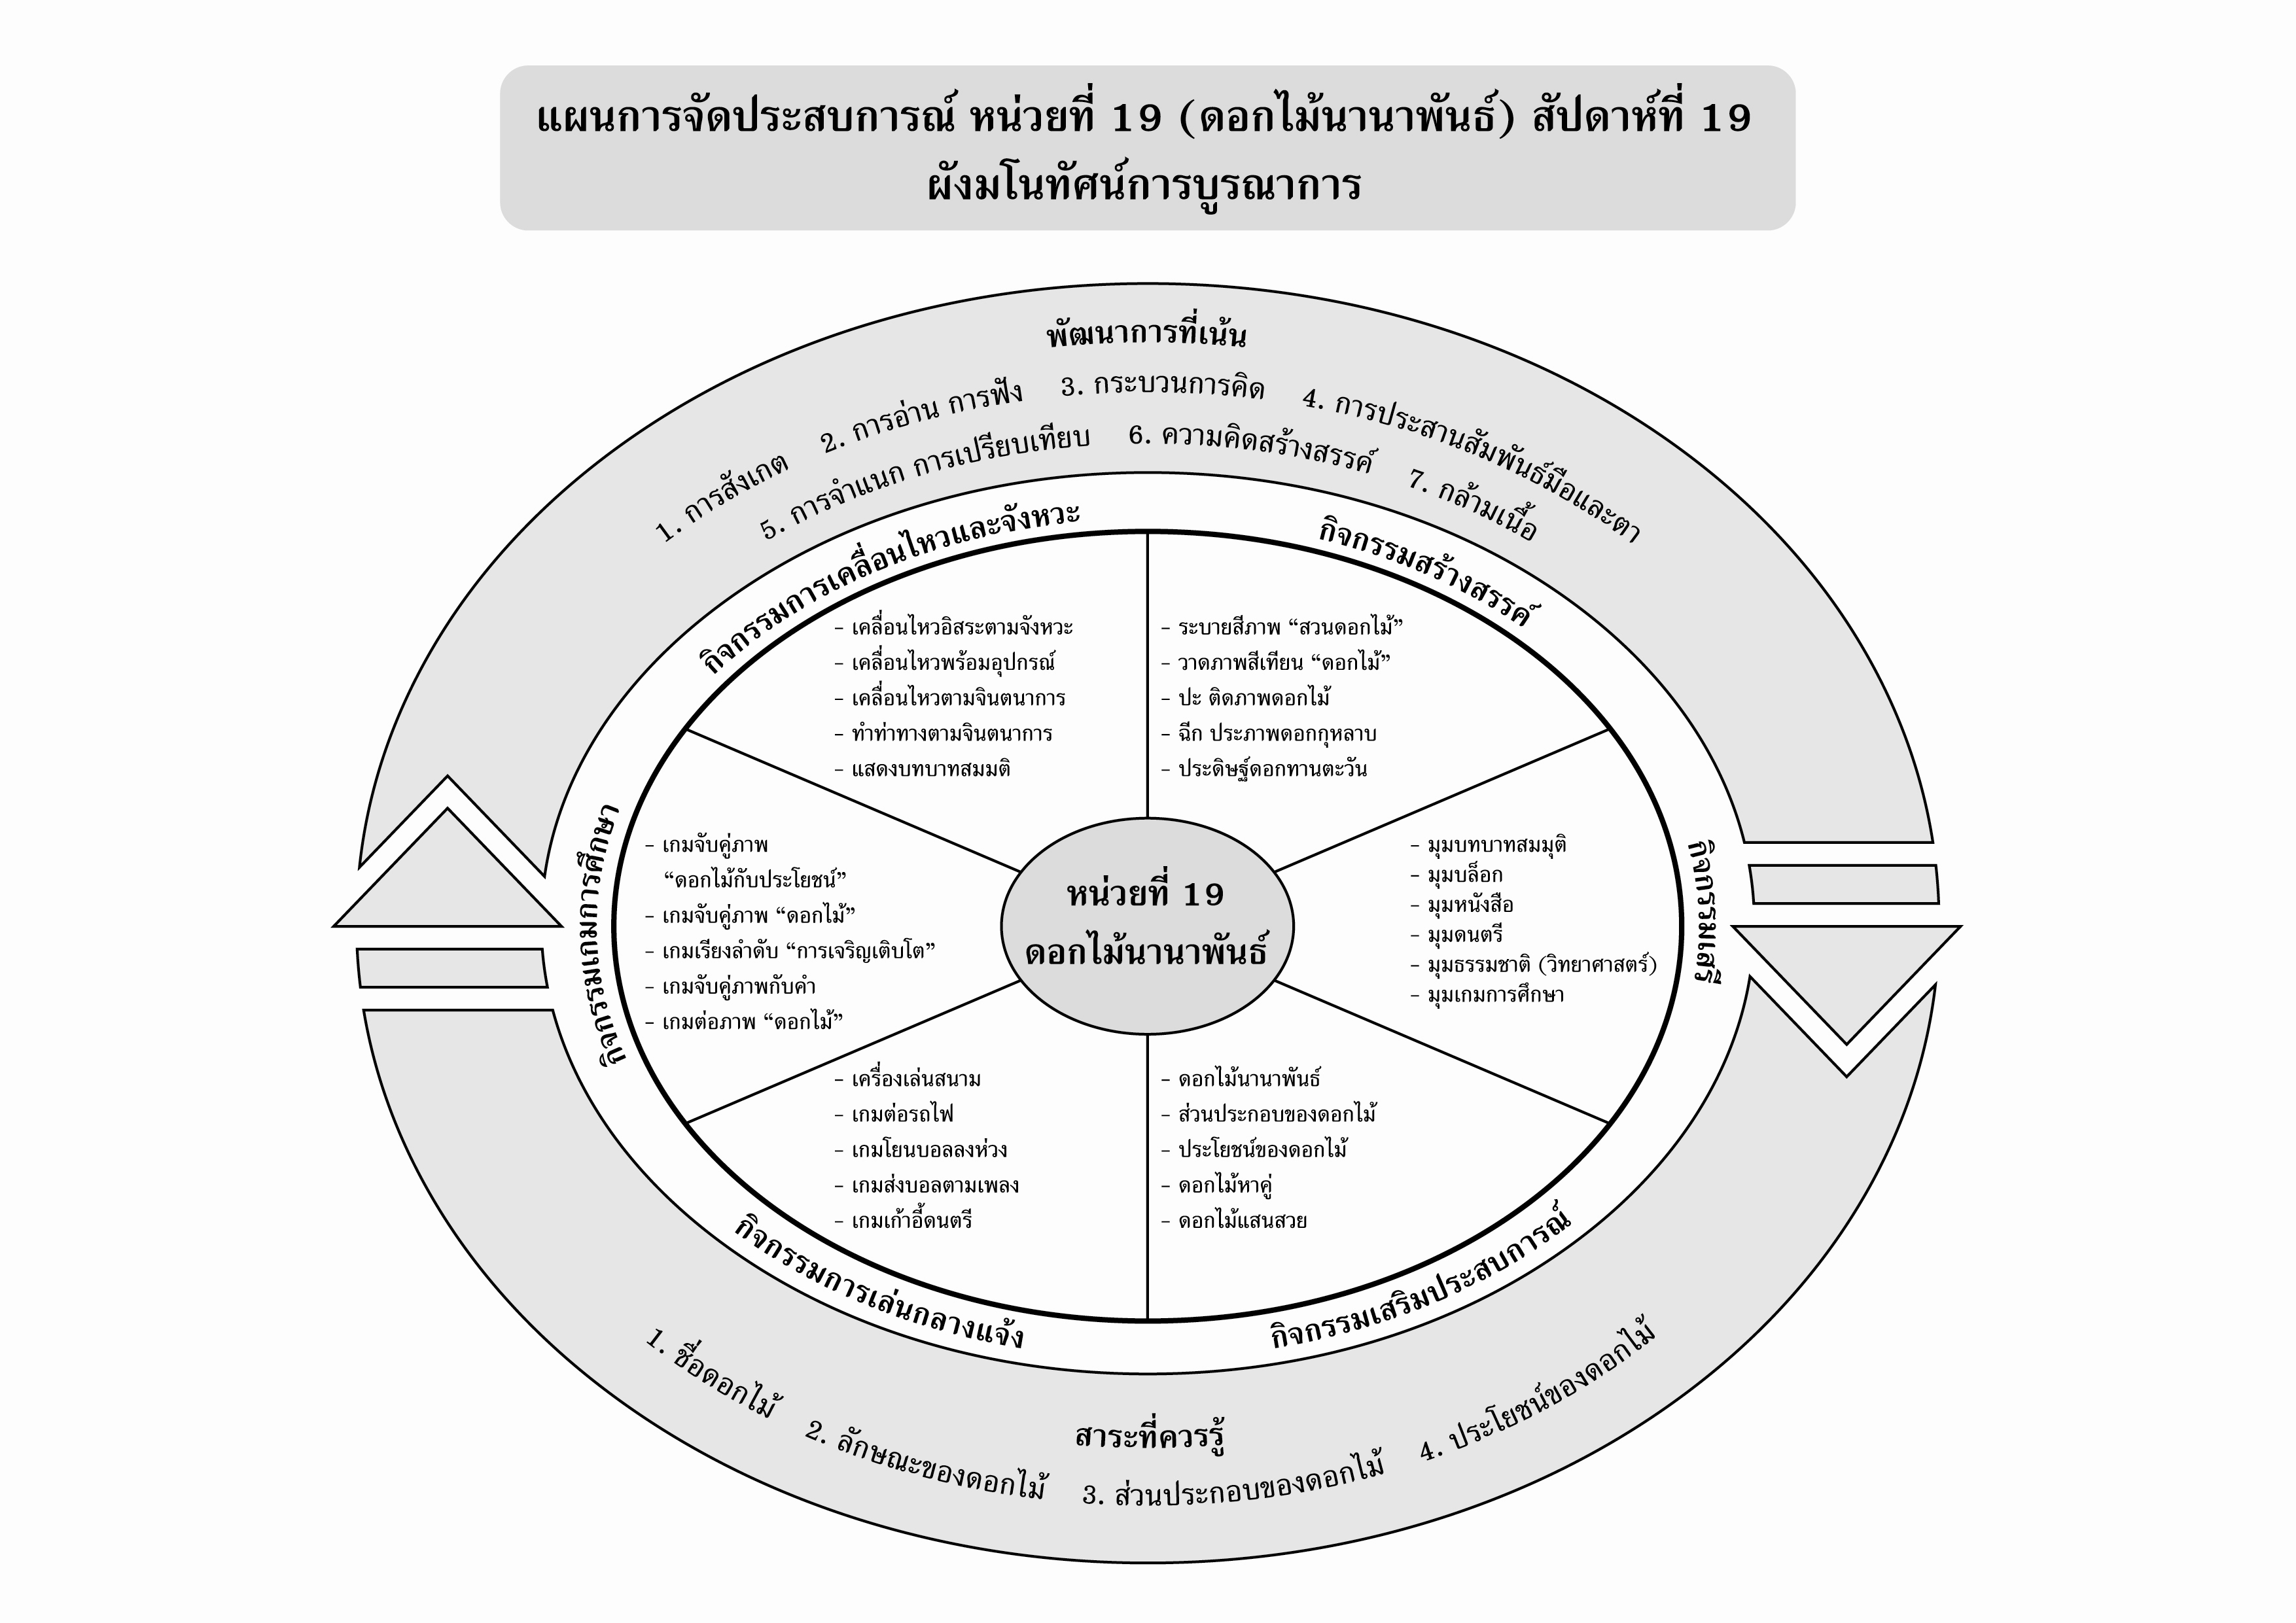 แผนการจัดประสบการณ์ หน่วยที่ 19 (ดอกไม้นานาพันธ์) สัปดาห์ที่ 19
ผังมโนทัศน์การบูรณาการ
พัฒนาการที่เน้น
1. การสังเกต 2. การอ่าน การฟัง 3. กระบวนการคิด 4. การประสานสัมพันธ์มือและตา
5. การจำแนก การเปรียบเทียบ 6. ความคิดสร้างสรรค์ 7. กล้ามเนื้อ
กิจกรรมการเคลื่อนไหวและจังหวะ
- เคลื่อนไหวอิสระตามจังหวะ
- เคลื่อนไหวพร้อมอุปกรณ์
- เคลื่อนไหวตามจินตนาการ
- ทำท่าทางตามจินตนาการ
- แสดงบทบาทสมมติ
กิจกรรมสร้างสรรค์
- ระบายสีภาพ “สวนดอกไม้”
- วาดภาพสีเทียน “ดอกไม้”
- ปะ ติดภาพดอกไม้
- ฉีก ประภาพดอกกุหลาบ
- ประดิษฐ์ดอกทานตะวัน
กิจกรรมเกมการศึกษา
- เกมจับคู่ภาพ
“ดอกไม้กับประโยชน์”
- เกมจับคู่ภาพ “ดอกไม้”
- เกมเรียงลำดับ “การเจริญเติบโต”
- เกมจับคู่ภาพกับคำ
- เกมต่อภาพ “ดอกไม้”
หน่วยที่ 19
ดอกไม้นานาพันธ์
กิจกรรมเสรี
- มุมบทบาทสมมุติ
- มุมบล็อก
- มุมหนังสือ
- มุมดนตรี
- มุมธรรมชาติ (วิทยาศาสตร์)
- มุมเกมการศึกษา
- เครื่องเล่นสนาม
- เกมต่อรถไฟ
- เกมโยนบอลลงห่วง
- เกมส่งบอลตามเพลง
- เกมเก้าอี้ดนตรี
กิจกรรมการเล่นกลางแจ้ง
- ดอกไม้นานาพันธ์
- ส่วนประกอบของดอกไม้
- ประโยชน์ของดอกไม้
- ดอกไม้หาคู่
- ดอกไม้แสนสวย
กิจกรรมเสริมประสบการณ์
สาระที่ควรรู้
1. ชื่อดอกไม้ 2. ลักษณะของดอกไม้ 3. ส่วนประกอบของดอกไม้ 4. ประโยชน์ของดอกไม้